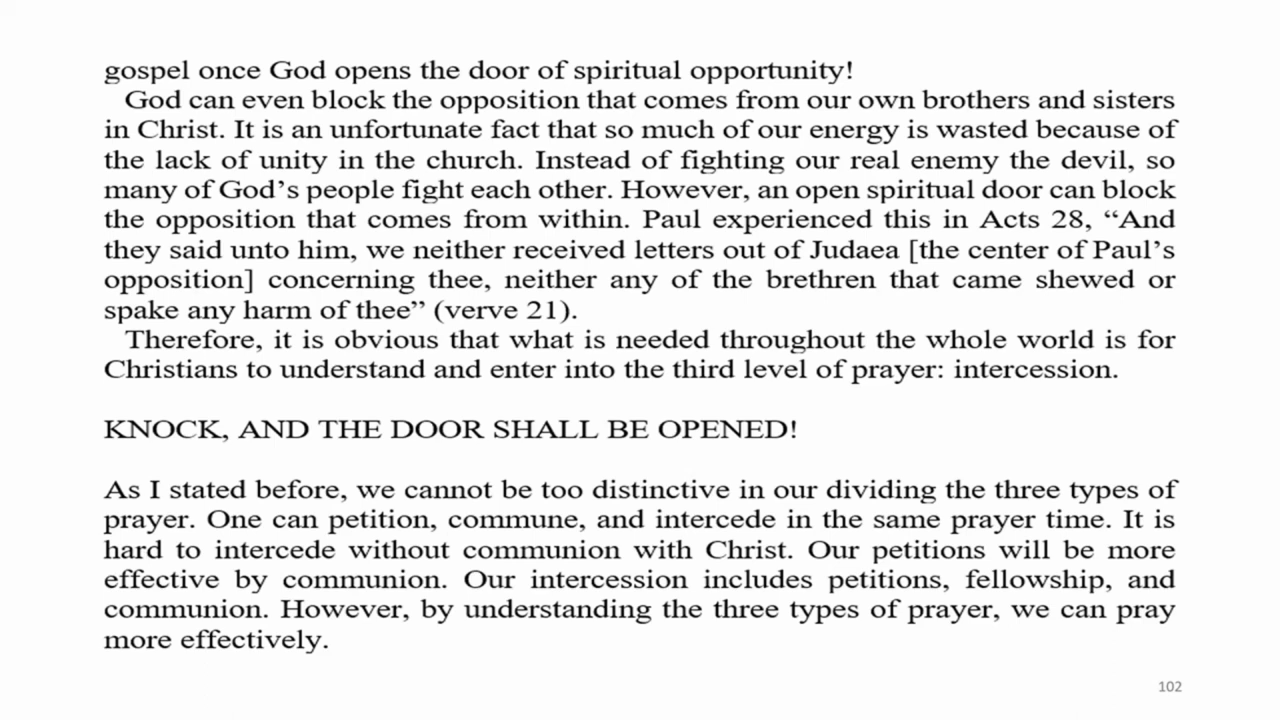 gospel once God opens the door of spiritual opportunity!
God can even block the opposition that comes from our own brothers and sisters
in Christ. It is an unfortunate fact that so much of our energy is wasted because of
the lack of unity in the church. Instead of fighting our real enemy the devil, so
many of God’s people fight each other. However, an open spiritual door can block
the opposition that comes from within. Paul experienced this in Acts 28, “And
they said unto him, we neither received letters out of Judaea [the center of Paul’s
opposition] concerning thee, neither any of the brethren that came shewed or
spake any harm of thee” (verve 21).
Therefore, it is obvious that what is needed throughout the whole world is for
Christians to understand and enter into the third level of prayer: intercession.
KNOCK, AND THE DOOR SHALL BE OPENED!
As I stated before, we cannot be too distinctive in our dividing the three types of
prayer. One can petition, commune, and intercede in the same prayer time. It is
hard to intercede without communion with Christ. Our petitions will be more
effective by communion. Our intercession includes petitions, fellowship, and
communion. However, by understanding the three types of prayer, we can pray
more effectively.
102